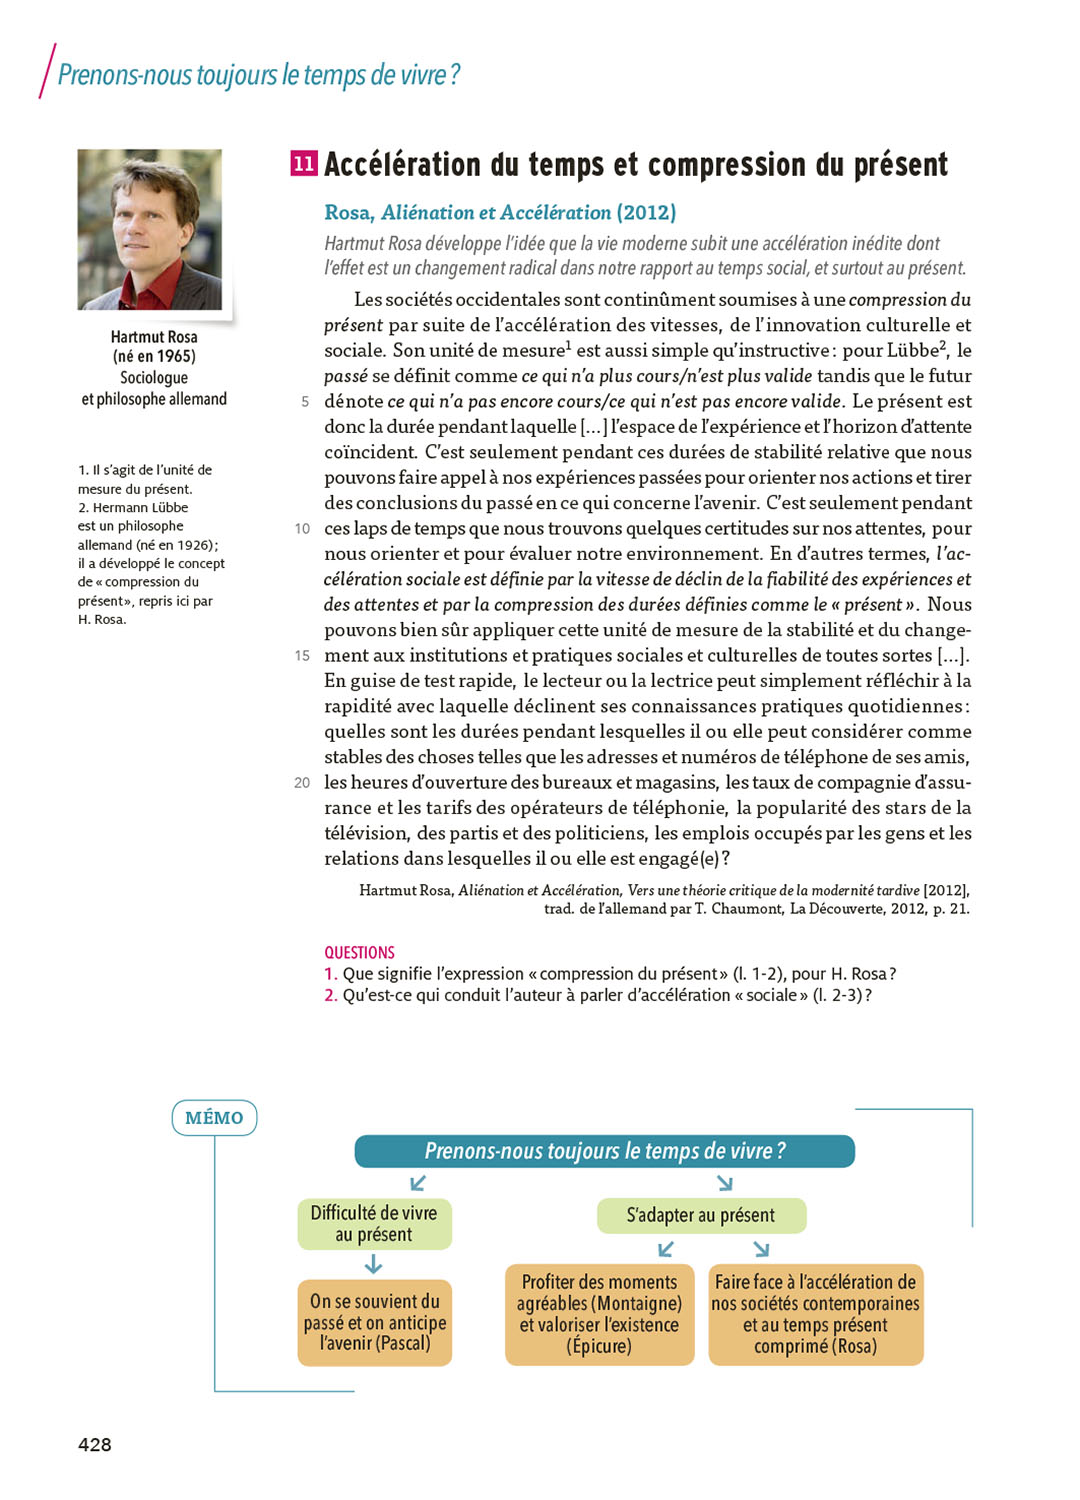 Prenons-nous toujours le temps de vivre ?
Hartmut Rosa
(né en 1965)
Sociologue
et philosophe allemand
1. Il s'agit de l'unité de
mesure du présent.
2. Hermann Lübbe
est un philosophe
allemand (né en 1926) ;
il a développé le concept
de « compression du
présent », repris ici par
H. Rosa.
11 Accélération du temps et compression du présent
Rosa, Aliénation et Accélération (2012)
Hartmut Rosa développe l'idée que la vie moderne subit une accélération inédite dont
l'effet est un changement radical dans notre rapport au temps social, et surtout au présent.
Les sociétés occidentales sont continûment soumises à une compression du
présent par suite de l'accélération des vitesses, de l'innovation culturelle et
sociale. Son unité de mesure¹ est aussi simple qu'instructive : pour Lübbe², le
passé se définit comme ce qui n'a plus cours/n'est plus valide tandis que le futur
5 dénote ce qui n'a pas encore cours/ce qui n'est pas encore valide. Le présent est
donc la durée pendant laquelle [...] l'espace de l'expérience et l'horizon d'attente
coïncident. C'est seulement pendant ces durées de stabilité relative que nous
pouvons faire appel à nos expériences passées pour orienter nos actions et tirer
des conclusions du passé en ce qui concerne l'avenir. C'est seulement pendant
10 ces laps de temps que nous trouvons quelques certitudes sur nos attentes, pour
nous orienter et pour évaluer notre environnement. En d'autres termes, l'ac-
célération sociale est définie par la vitesse de déclin de la fiabilité des expériences et
des attentes et par la compression des durées définies comme le « présent ». Nous
pouvons bien sûr appliquer cette unité de mesure de la stabilité et du change-
15 ment aux institutions et pratiques sociales et culturelles de toutes sortes [...].
En guise de test rapide, le lecteur ou la lectrice peut simplement réfléchir à la
rapidité avec laquelle déclinent ses connaissances pratiques quotidiennes :
quelles sont les durées pendant lesquelles il ou elle peut considérer comme
stables des choses telles que les adresses et numéros de téléphone de ses amis,
20 les heures d'ouverture des bureaux et magasins, les taux de compagnie d'assu-
rance et les tarifs des opérateurs de téléphonie, la popularité des stars de la
télévision, des partis et des politiciens, les emplois occupés par les gens et les
relations dans lesquelles il ou elle est engagé(e) ?
Hartmut Rosa, Aliénation et Accélération, Vers une théorie critique de la modernité tardive [2012],
trad. de l'allemand par T. Chaumont, La Découverte, 2012, p. 21.
QUESTIONS
1. Que signifie l'expression « compression du présent » (l. 1-2), pour H. Rosa ?
2. Qu'est-ce qui conduit l'auteur à parler d'accélération « sociale » (l. 2-3) ?
MÉMO
Prenons-nous toujours le temps de vivre ?
Difficulté de vivre
au présent
S'adapter au présent
On se souvient du
passé et on anticipe
l'avenir (Pascal)
Profiter des moments
agréables (Montaigne)
et valoriser l'existence
(Épicure)
Faire face à l'accélération de
nos sociétés contemporaines
et au temps présent
comprimé (Rosa)
428